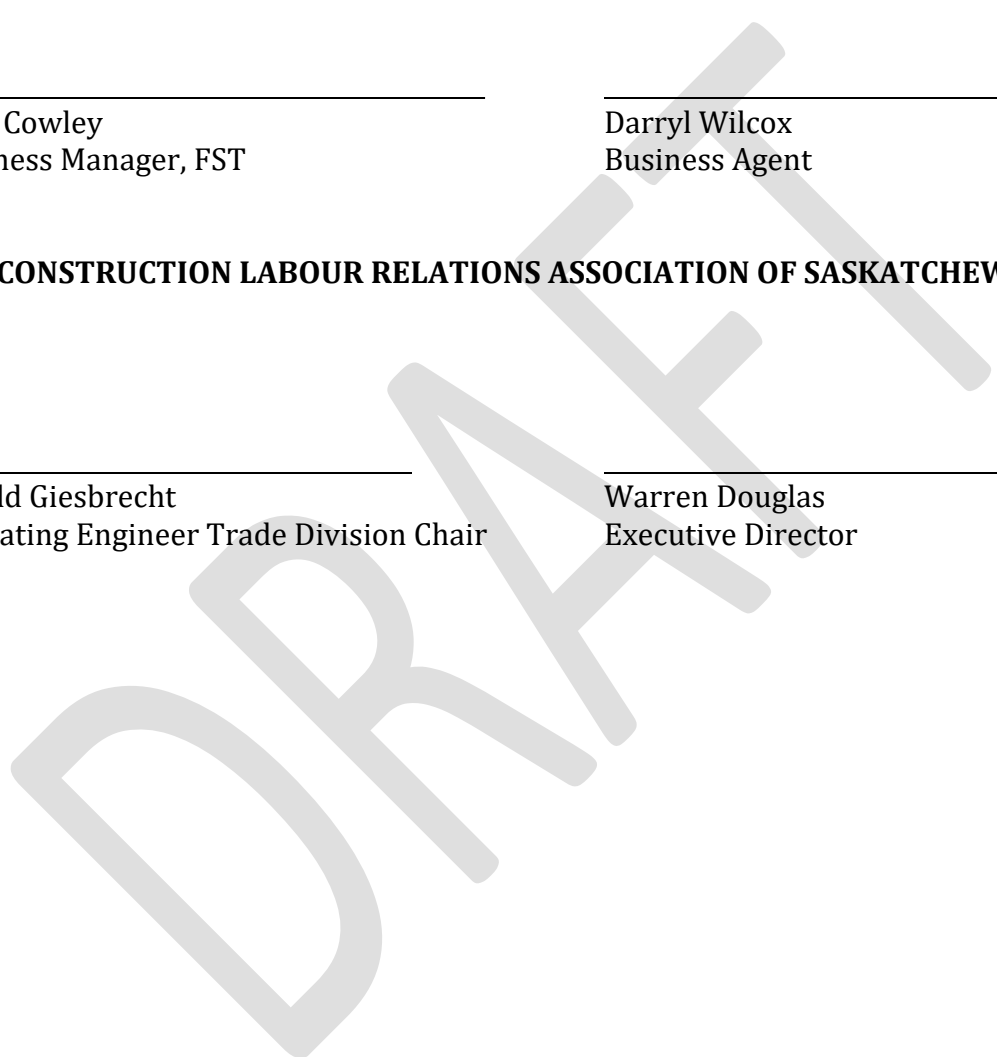 Cowley
Darryl Wilcox
ness Manager, FST
Business Agent
CONSTRUCTION LABOUR RELATIONS ASSOCIATION OF SASKATCHEW
ld Giesbrecht
Warren Douglas
ating Engineer Trade Division Chair
Executive Director
DRAFT